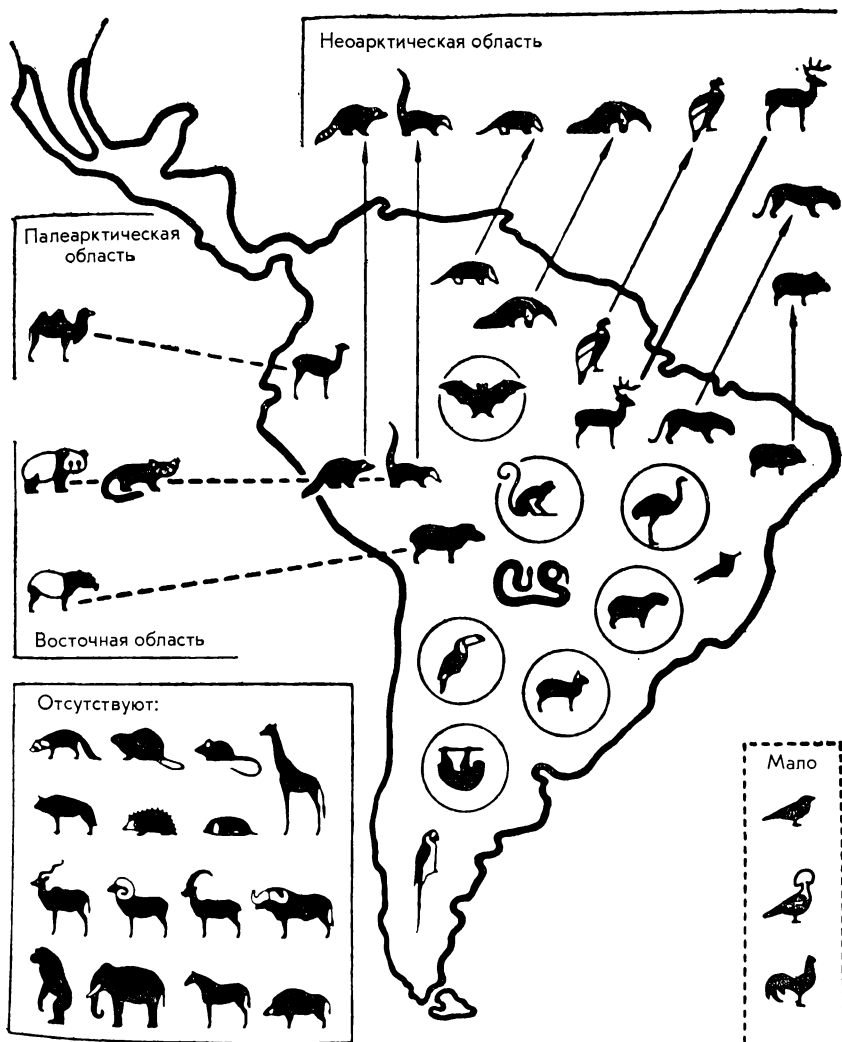 Неоарктическая область
Палеарктическая
область
Восточная область
Отсутствуют:
Мало